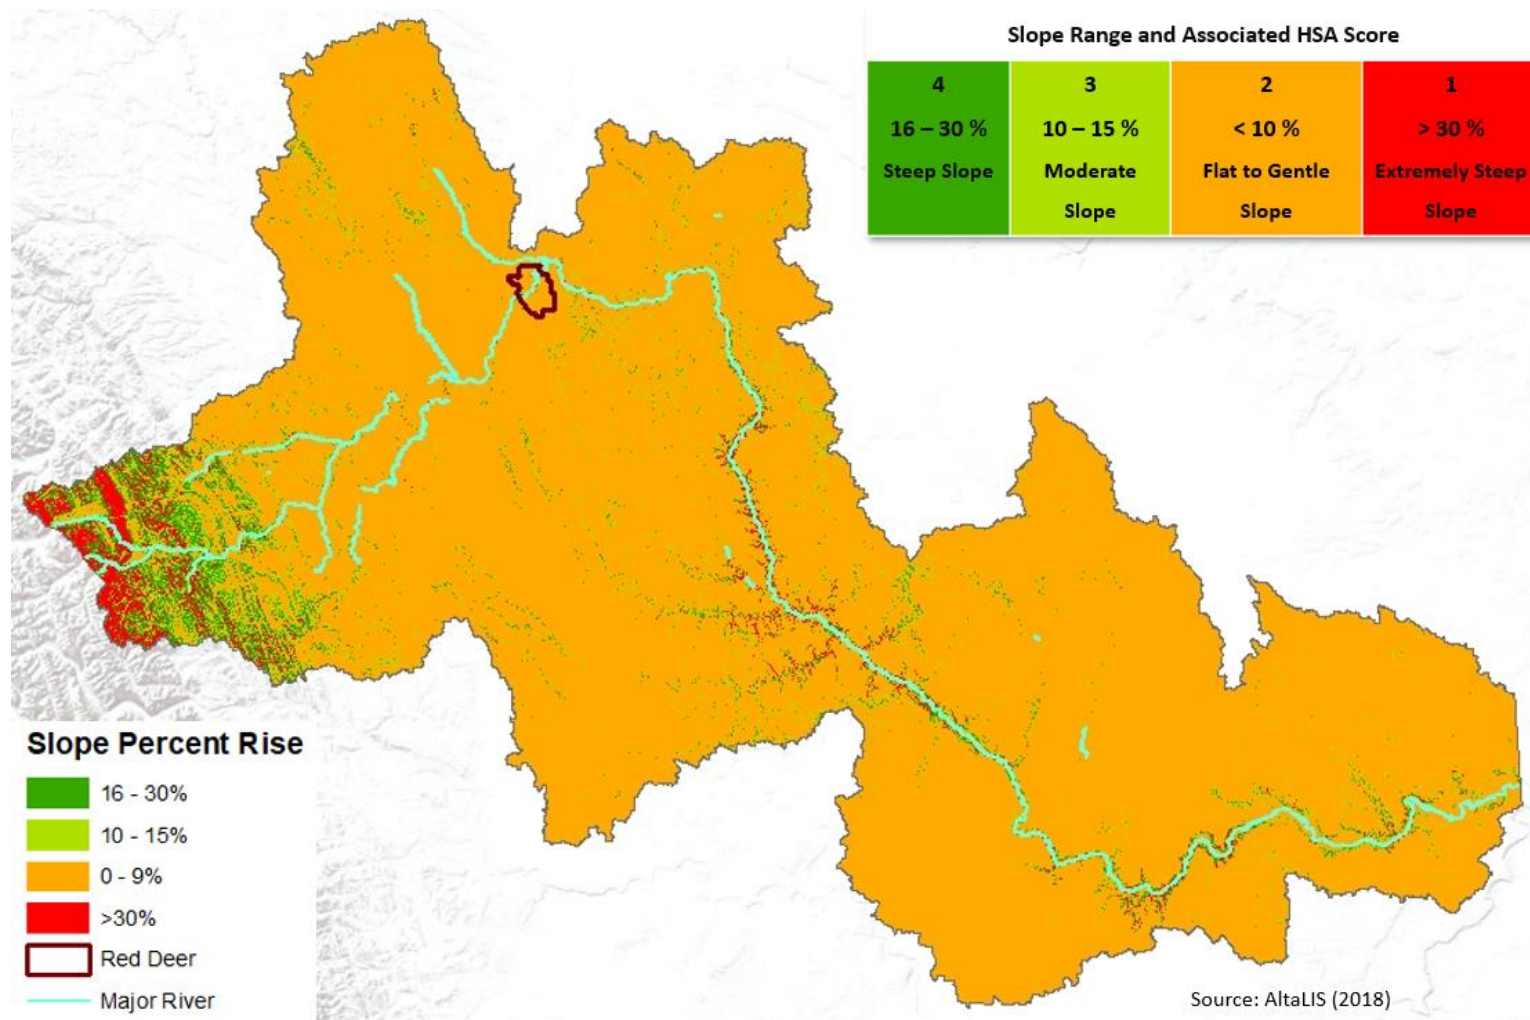 Slope Range and Associated HSA Score
4 3 2 1
16 – 30 % 10 – 15 % < 10 % > 30 %
Steep Slope Moderate Flat to Gentle Extremely Steep
Slope Slope Slope
Slope Percent Rise
16 - 30%
10 - 15%
0 - 9%
>30%
Red Deer
Major River
Source: AltaLIS (2018)